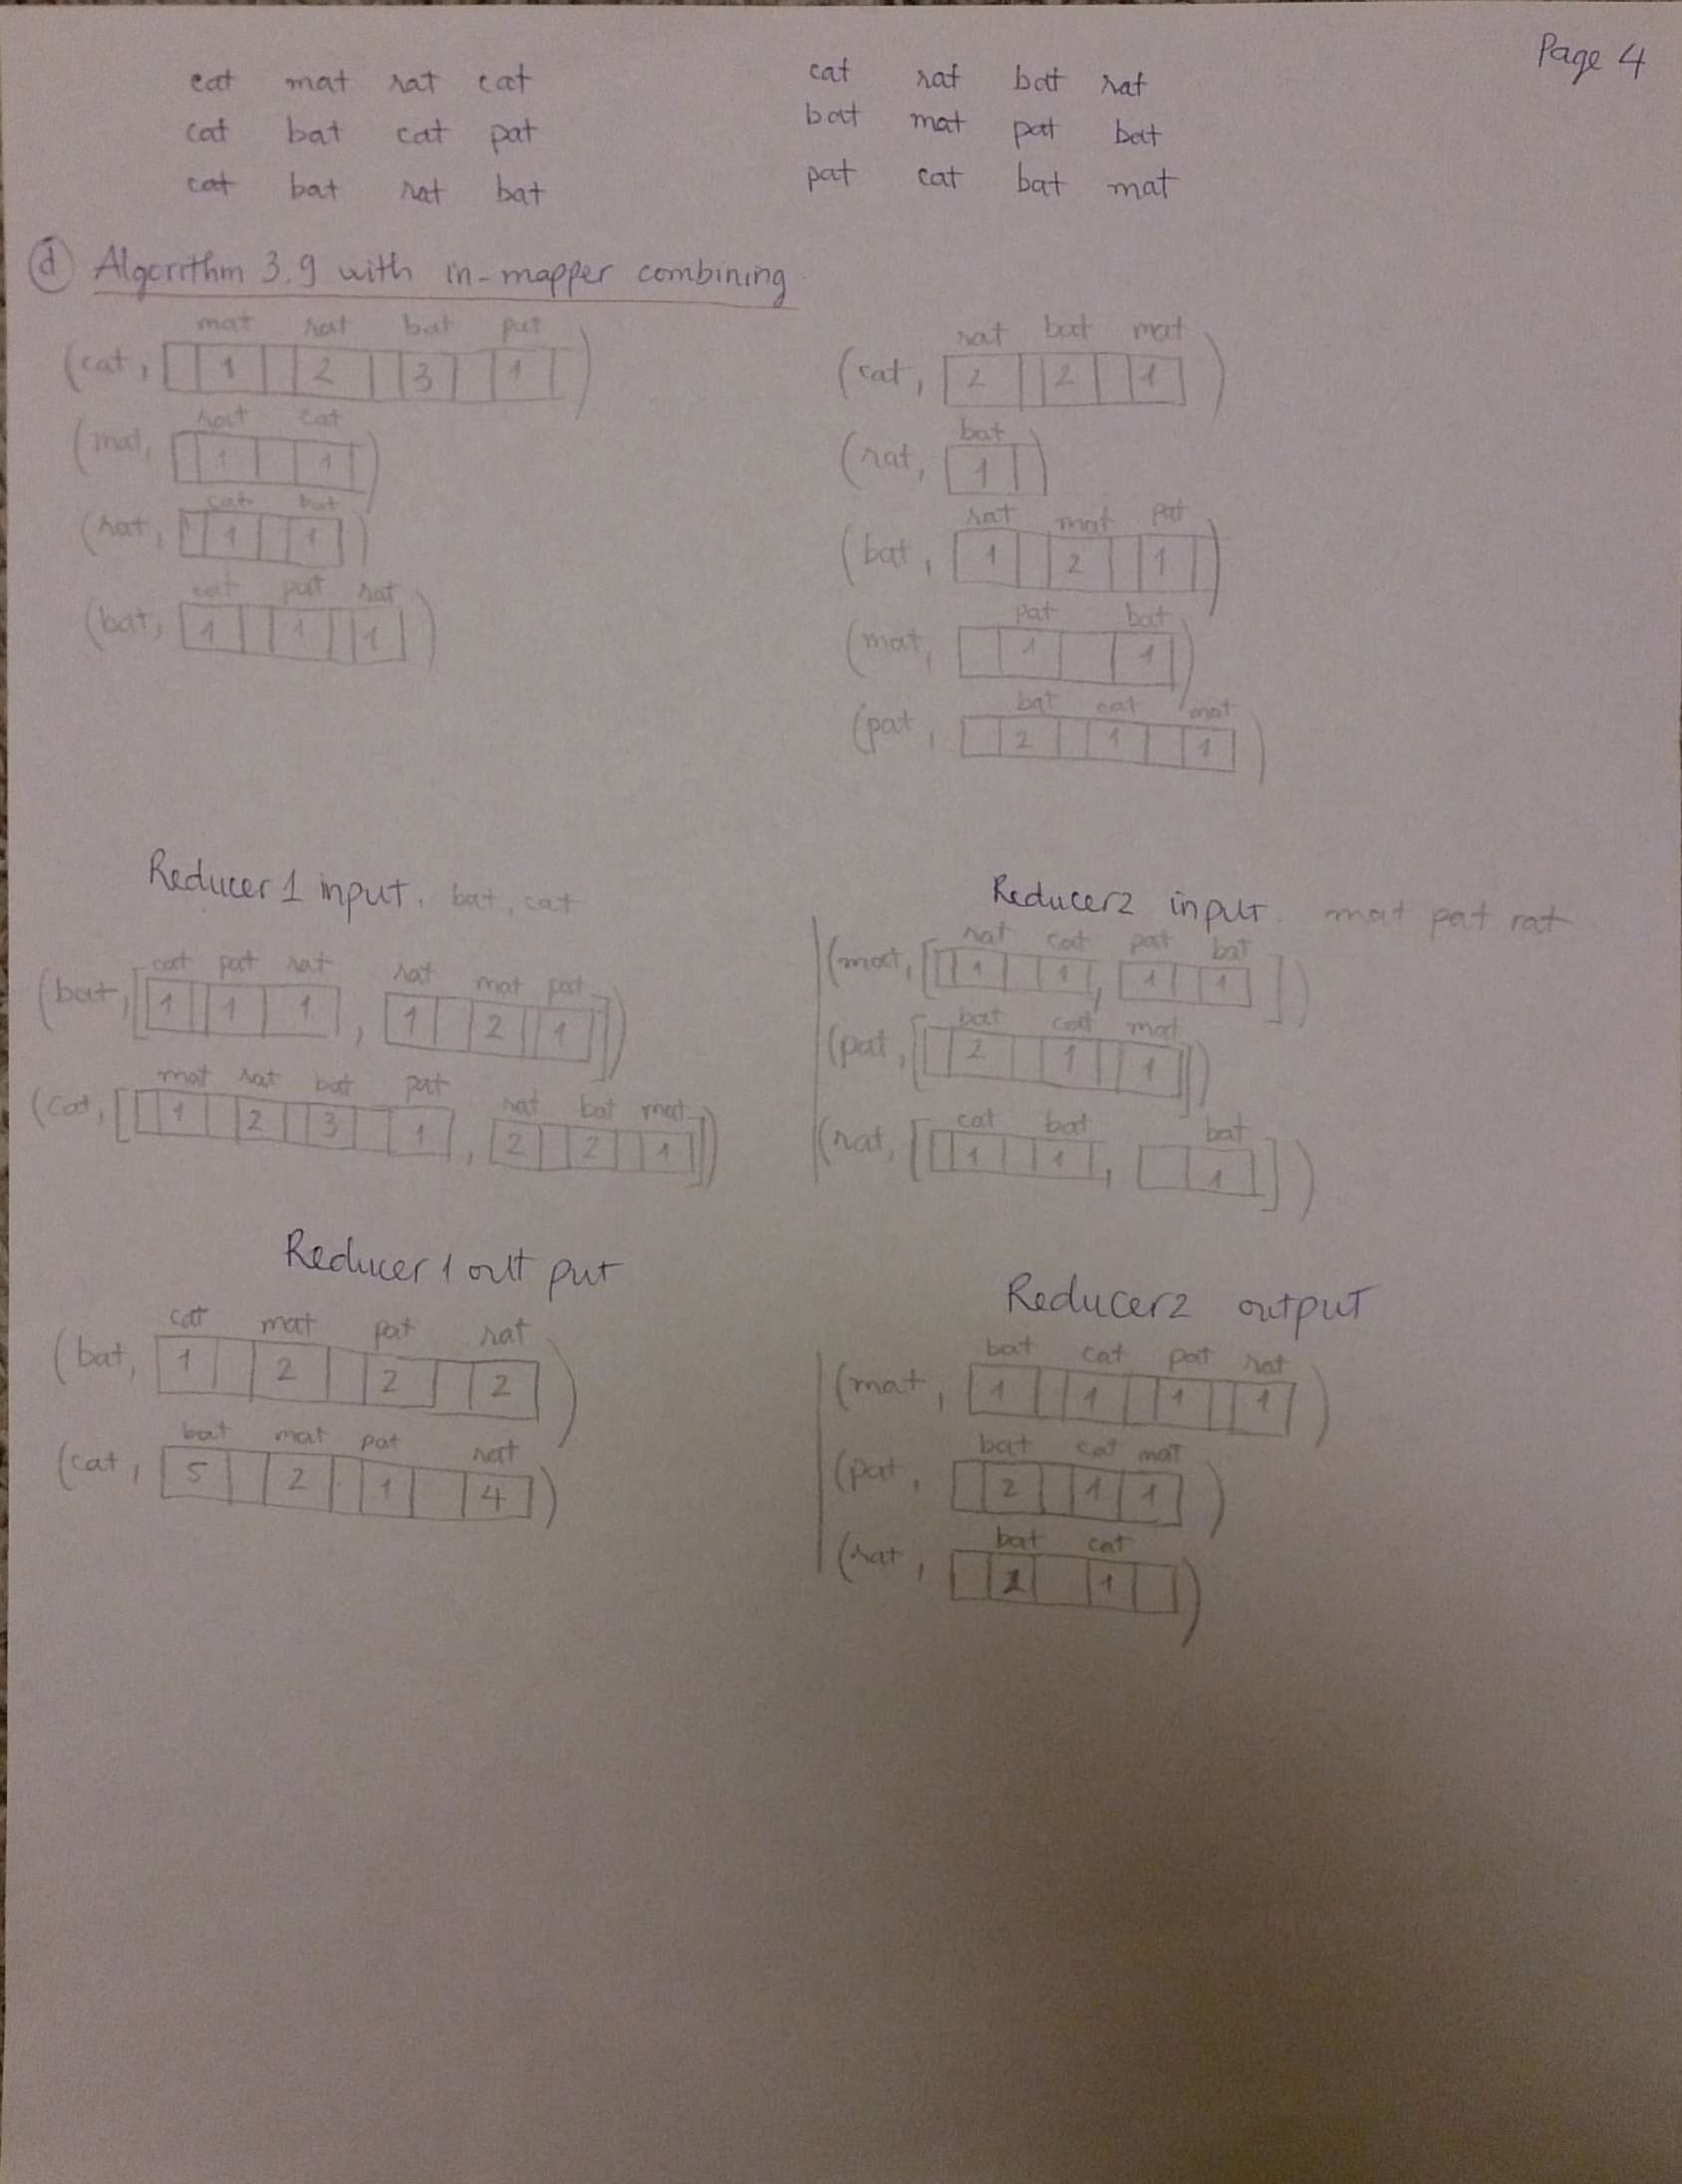 Page 4
cat mat rat cat
cat bat cat pat
cat bat rat bat
cat rat bat rat
bat mat pat bat
pat cat bat mat
d Algorithm 3.9 with in-mapper combining
mat rat bat pat
(cat, 1 2 3 1)
rat cat
(mat, 1 1)
cat bat
(rat, 1 1)
cat pat rat
(bat, 1 1 1)
rat bat mat
(cat, 2 2 1)
bat
(rat, 1)
rat mat pat
(bat, 1 2 1)
pat bat
(mat, 1 1)
bat cat mat
(pat, 2 1 1)
Reducer 1 input. bat, cat
cat pat rat rat mat pat
(bat, [1 1 1, 1 2 1])
mat rat bat pat rat bat mat
(cat, [1 2 3 1, 2 2 1])
Reducer2 input. mat pat rat
rat cat pat bat
(mat, [1 1, 1 1])
bat cat mat
(pat, [2 1 1])
cat bat bat
(rat, [1 1, 1])
Reducer 1 out put
cat mat pat rat
(bat, 1 2 2 2)
bat mat pat rat
(cat, 5 2 1 4)
Reducer2 output
bat cat pat rat
(mat, 1 1 1 1)
bat cat mat
(pat, 2 1 1)
bat cat
(rat, 2 1)